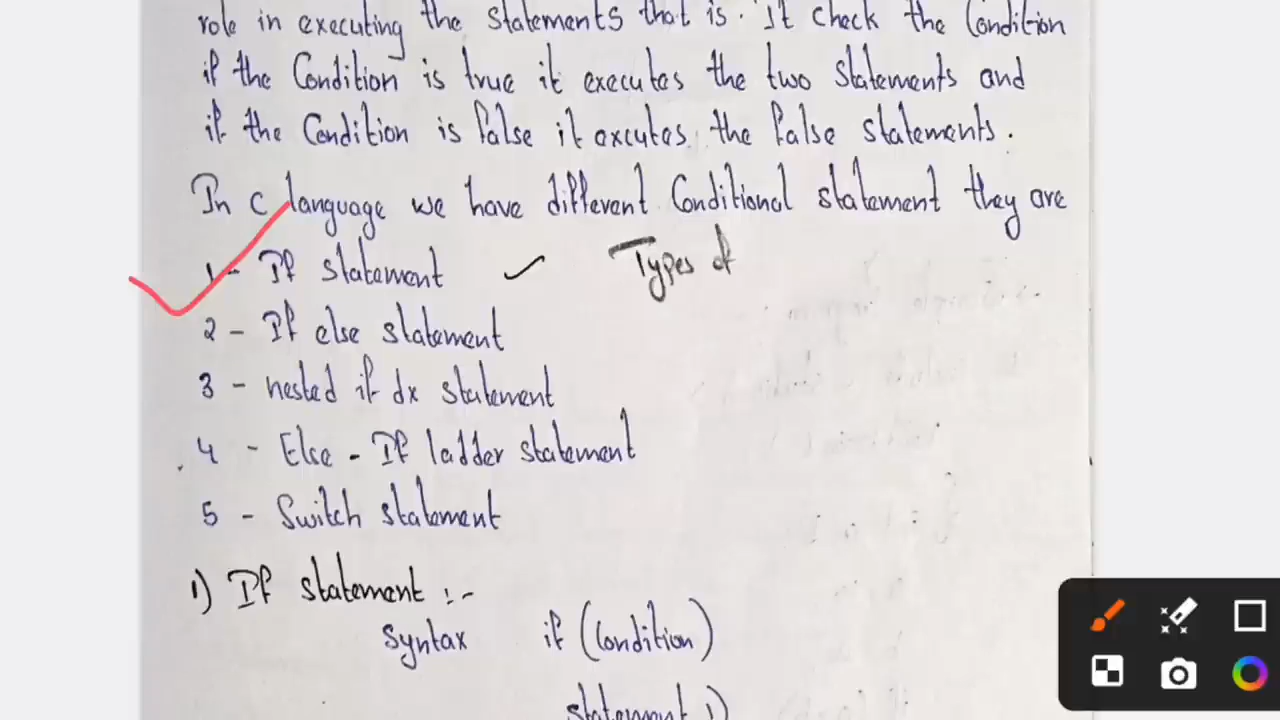 role in executing the statements that is. It check the Condition
if the Condition is true it executes the two statements and
if the Condition is false it excutes the false statements.
In C language we have different Conditional statement they are
1- If statement ✓ Types of
2 - If else statement
3 - nested if dx statement
4 - Else - If ladder statement
5 - Switch statement
1) If statement :-
Syntax if (Condition)
statement 1)